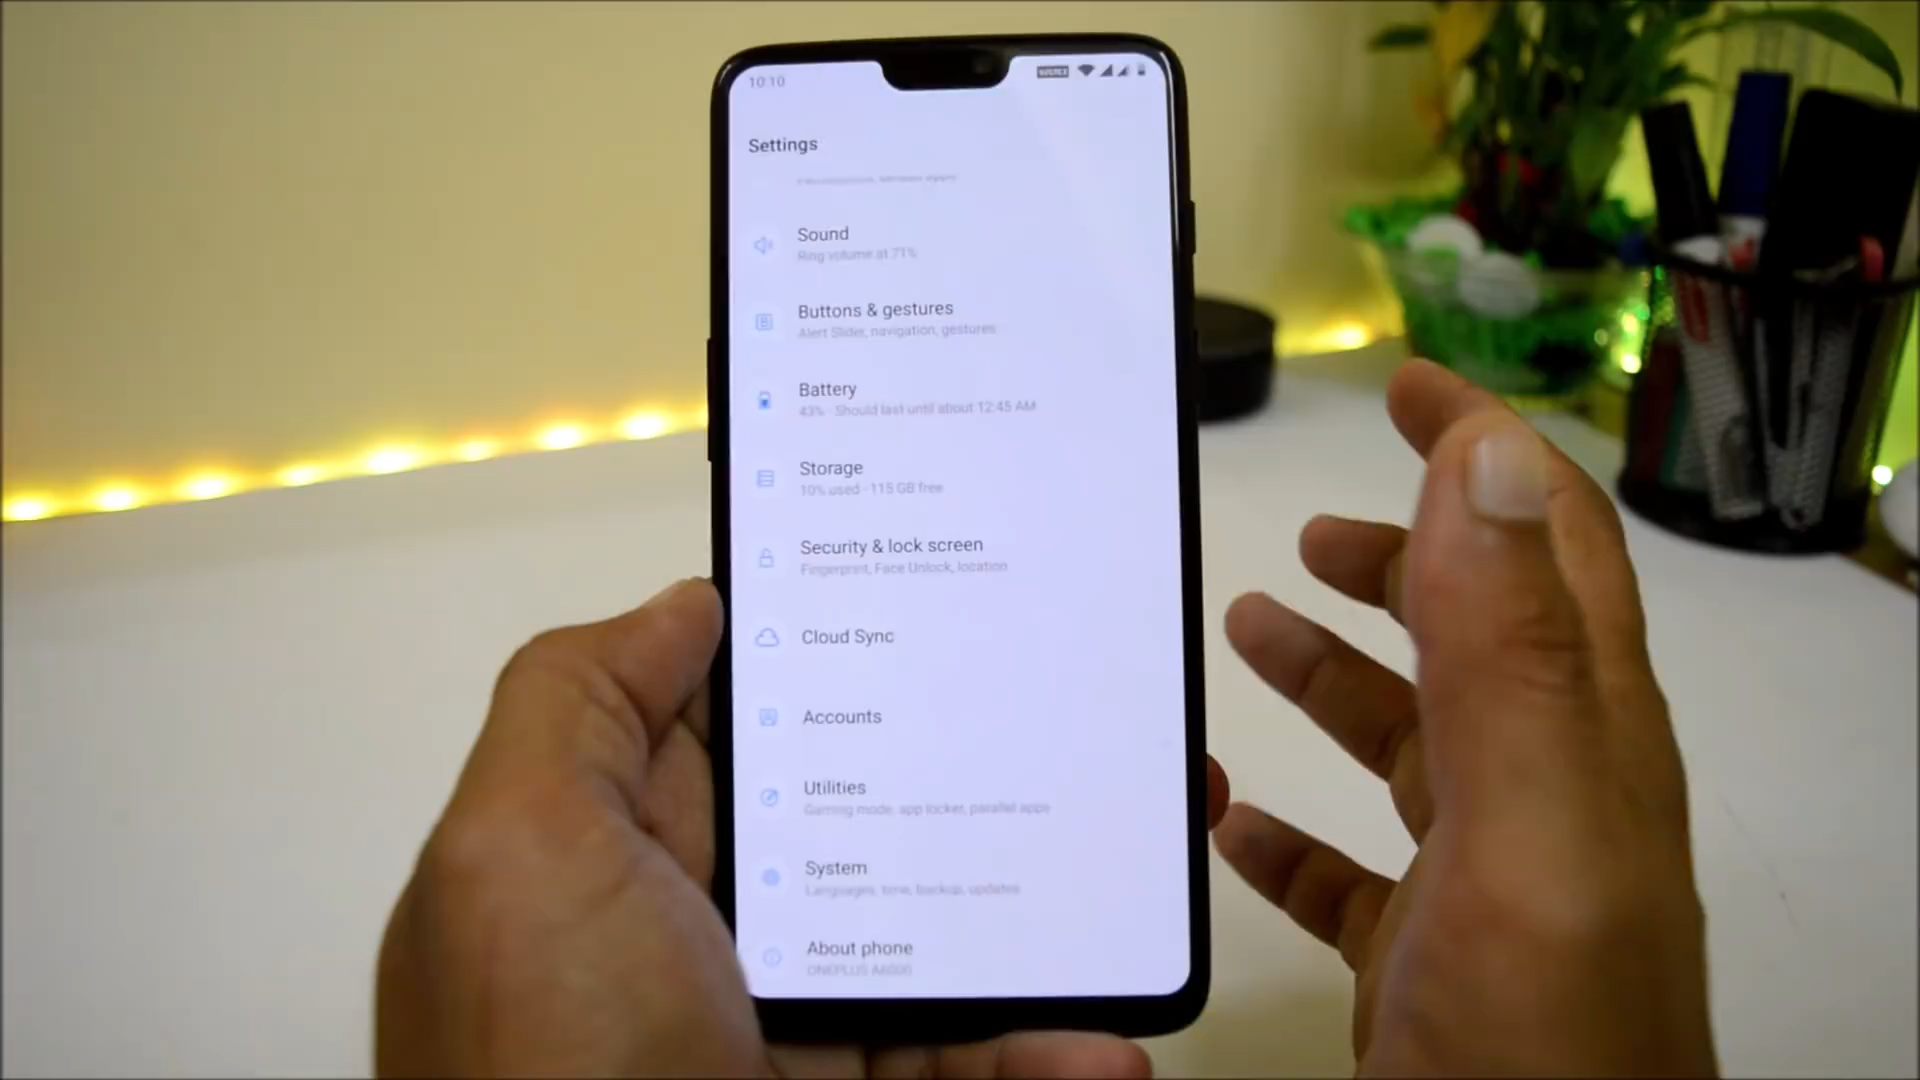 10:10
Settings
Sound
Ring volume at 71%
Buttons & gestures
Alert Slider, navigation, gestures
Battery
43% - Should last until about 12:45 AM
Storage
10% used - 115 GB free
Security & lock screen
Fingerprint, Face Unlock, location
Cloud Sync
Accounts
Utilities
Gaming mode, app locker, parallel apps
System
Languages, time, backup, updates
About phone
ONEPLUS A6000